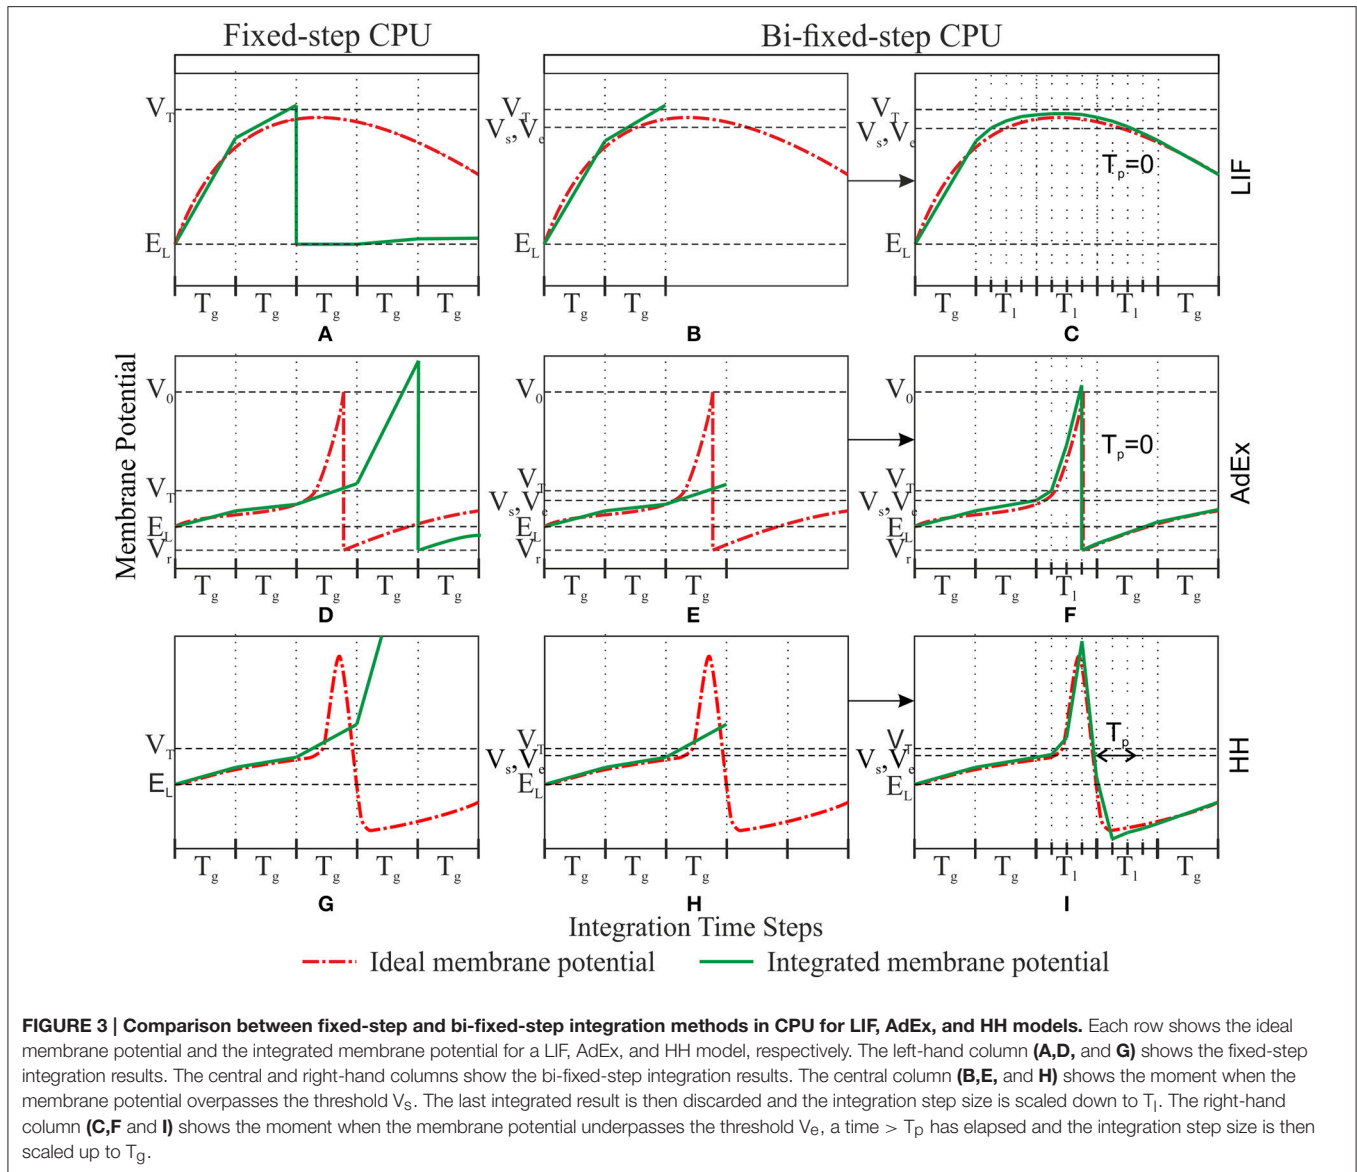 Fixed-step CPU
Bi-fixed-step CPU
V_T
E_L
T_g T_g T_g T_g T_g
A
V_T
V_s,V_e
E_L
T_g T_g
B
V_T
V_s,V_e
E_L
T_p=0
T_g T_l T_l T_l T_g
C
LIF
Membrane Potential
V_0
V_T
E_L
V_r
T_g T_g T_g T_g T_g
D
V_0
V_T
V_s,V_e
E_L
V_r
T_g T_g T_g
E
V_0
V_T
V_s,V_e
E_L
V_r
T_p=0
T_g T_g T_l T_g T_g
F
AdEx
V_T
E_L
T_g T_g T_g T_g T_g
G
V_T
V_s,V_e
E_L
T_g T_g T_g
H
V_T
V_s,V_e
E_L
T_p
T_g T_g T_l T_l T_g
I
HH
Integration Time Steps
Ideal membrane potential
Integrated membrane potential
FIGURE 3 | Comparison between fixed-step and bi-fixed-step integration methods in CPU for LIF, AdEx, and HH models. Each row shows the ideal
membrane potential and the integrated membrane potential for a LIF, AdEx, and HH model, respectively. The left-hand column (A,D, and G) shows the fixed-step
integration results. The central and right-hand columns show the bi-fixed-step integration results. The central column (B,E, and H) shows the moment when the
membrane potential overpasses the threshold V_s. The last integrated result is then discarded and the integration step size is scaled down to T_l. The right-hand
column (C,F and I) shows the moment when the membrane potential underpasses the threshold V_e, a time > T_p has elapsed and the integration step size is then
scaled up to T_g.